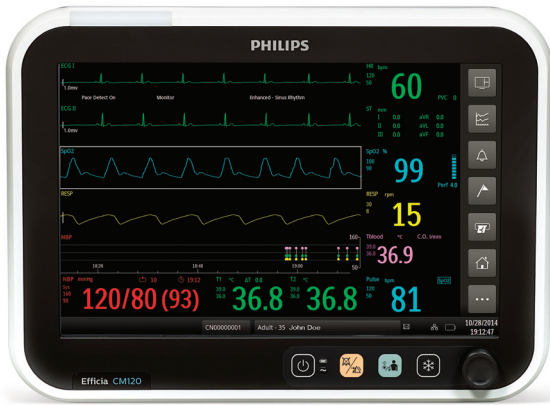 PHILIPS
ECG I
1.0mv
Pace Detect On Monitor Enhanced - Sinus Rhythm
ECG II
1.0mv
HR bpm
120
50
60
PVC 0
ST mm
I 0.0 aVR 0.0
II 0.0 aVL 0.0
III 0.0 aVF 0.0
SpO2
SpO2 %
100
90
99
Perf 4.0
RESP
RESP rpm
30
8
15
NBP
160
50
18:20 18:40 19:00
Tblood °C C.O. l/min
39.0
36.0
36.9
NBP mmHg
Sys
160
90
19:12
120/80 (93)
T1 °C ΔT 0.0 T2 °C
39.0
36.0
36.8
39.0
36.0
36.8
Pulse bpm SpO2
120
50
81
CN00000001 Adult - 35 John Doe
10/28/2014
19:12:47
Efficia CM120